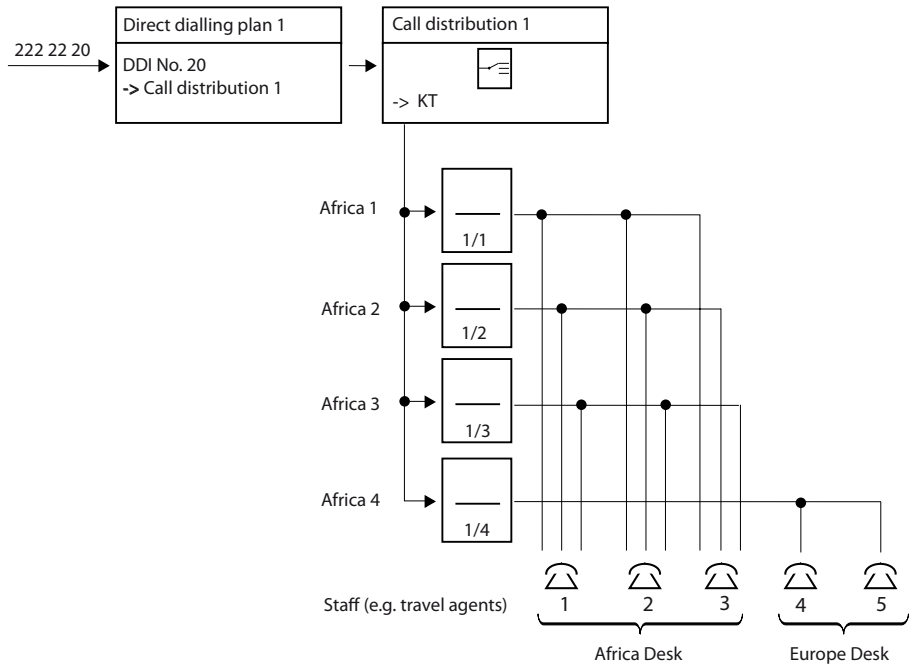 222 22 20
Direct dialling plan 1
DDI No. 20
-> Call distribution 1
Call distribution 1
-> KT
Africa 1
1/1
Africa 2
1/2
Africa 3
1/3
Africa 4
1/4
Staff (e.g. travel agents) 1 2 3 4 5
Africa Desk Europe Desk